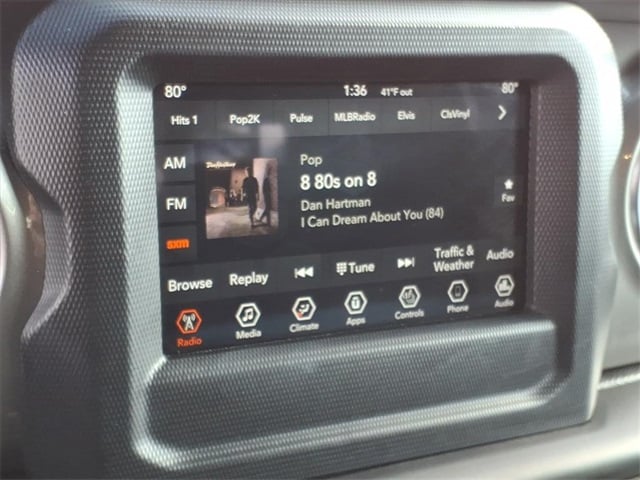 80° 1:36 41°F out 80°
Hits 1 Pop2K Pulse MLBRadio Elvis ClsVinyl
AM
FM
sxm
Pop
8 80s on 8
Dan Hartman
I Can Dream About You (84)
Fav
Browse Replay Tune Traffic & Weather Audio
Radio Media Climate Apps Controls Phone Audio